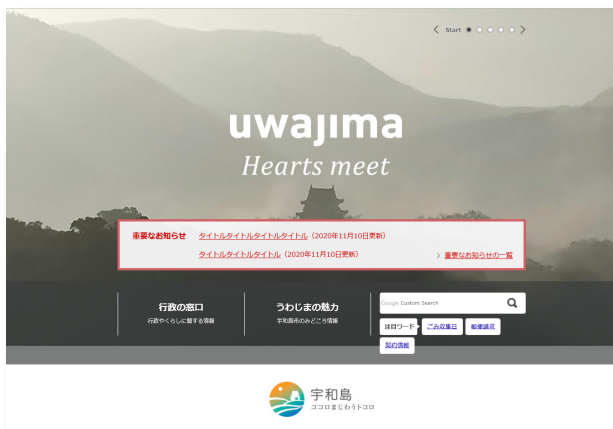 Start
uwajima
Hearts meet
重要なお知らせ タイトルタイトルタイトルタイトル（2020年11月10日更新）
タイトルタイトルタイトル（2020年11月10日更新）
重要なお知らせの一覧
行政の窓口
行政やくらしに関する情報
うわじまの魅力
宇和島市のみどころ情報
Google Custom Search
注目ワード ごみ収集日 郵便請求
契約情報
宇和島
ココロまじわうトコロ